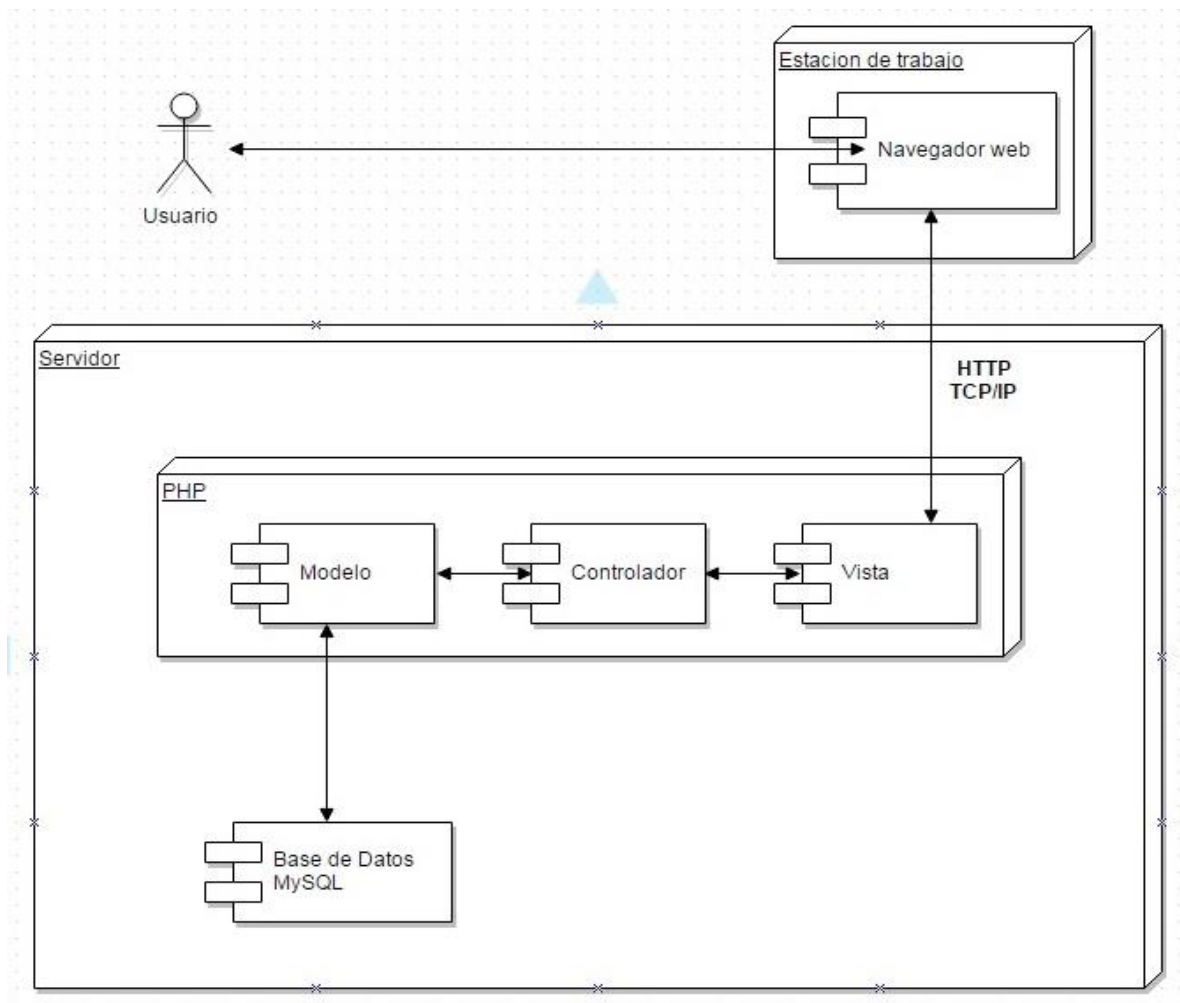 Estacion de trabajo
Navegador web
Usuario
Servidor
HTTP
TCP/IP
PHP
Modelo
Controlador
Vista
Base de Datos
MySQL